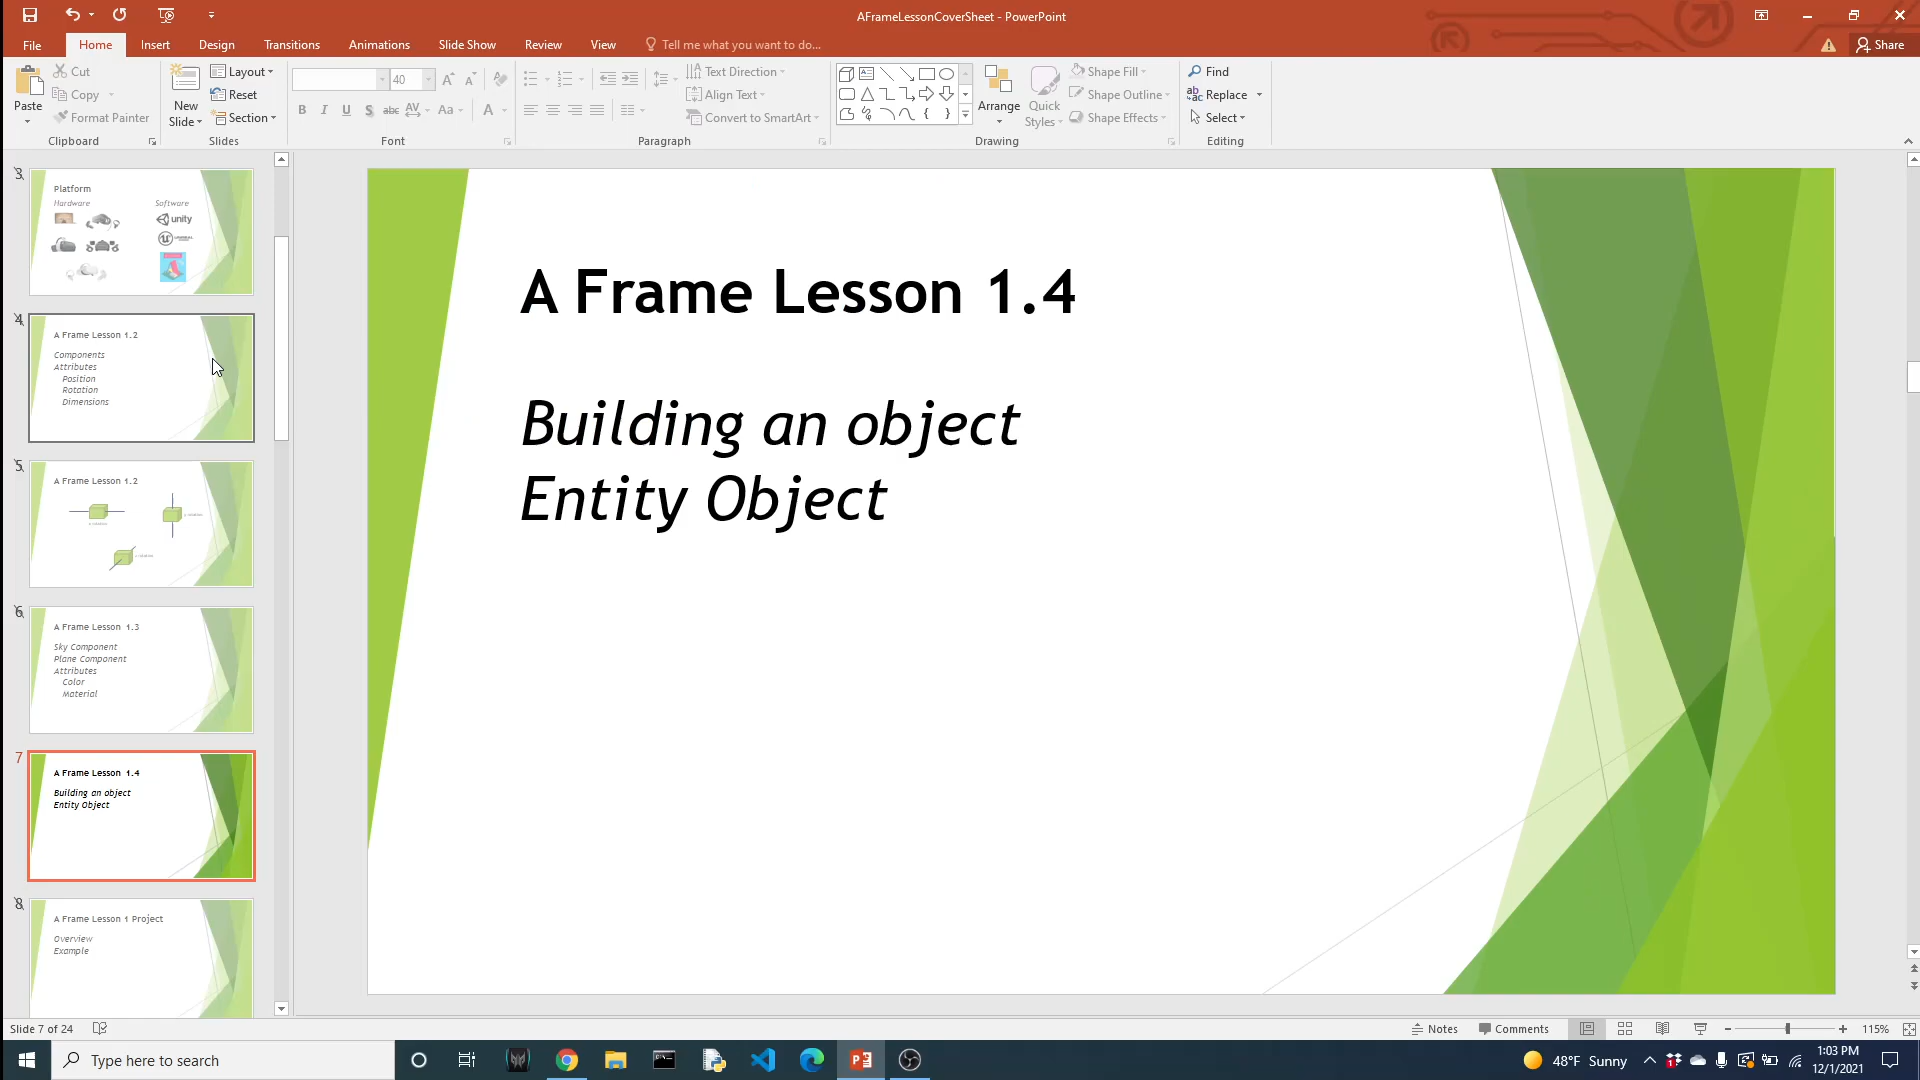 AFrameLessonCoverSheet - PowerPoint
File Home Insert Design Transitions Animations Slide Show Review View Tell me what you want to do... Share
Paste
Cut
Copy
Format Painter
Clipboard
New Slide
Layout
Reset
Section
Slides
40
B I U S abc AV Aa A
Font
Text Direction
Align Text
Convert to SmartArt
Paragraph
Arrange
Quick Styles
Shape Fill
Shape Outline
Shape Effects
Drawing
Find
Replace
Select
Editing
3
Platform
Hardware Software
unity
4
A Frame Lesson 1.2
Components
Attributes
Position
Rotation
Dimensions
5
A Frame Lesson 1.2
6
A Frame Lesson 1.3
Sky Component
Plane Component
Attributes
Color
Material
7
A Frame Lesson 1.4
Building an object
Entity Object
8
A Frame Lesson 1 Project
Overview
Example
A Frame Lesson 1.4
Building an object
Entity Object
Slide 7 of 24
Notes Comments 115%
Type here to search
48°F Sunny
1:03 PM
12/1/2021